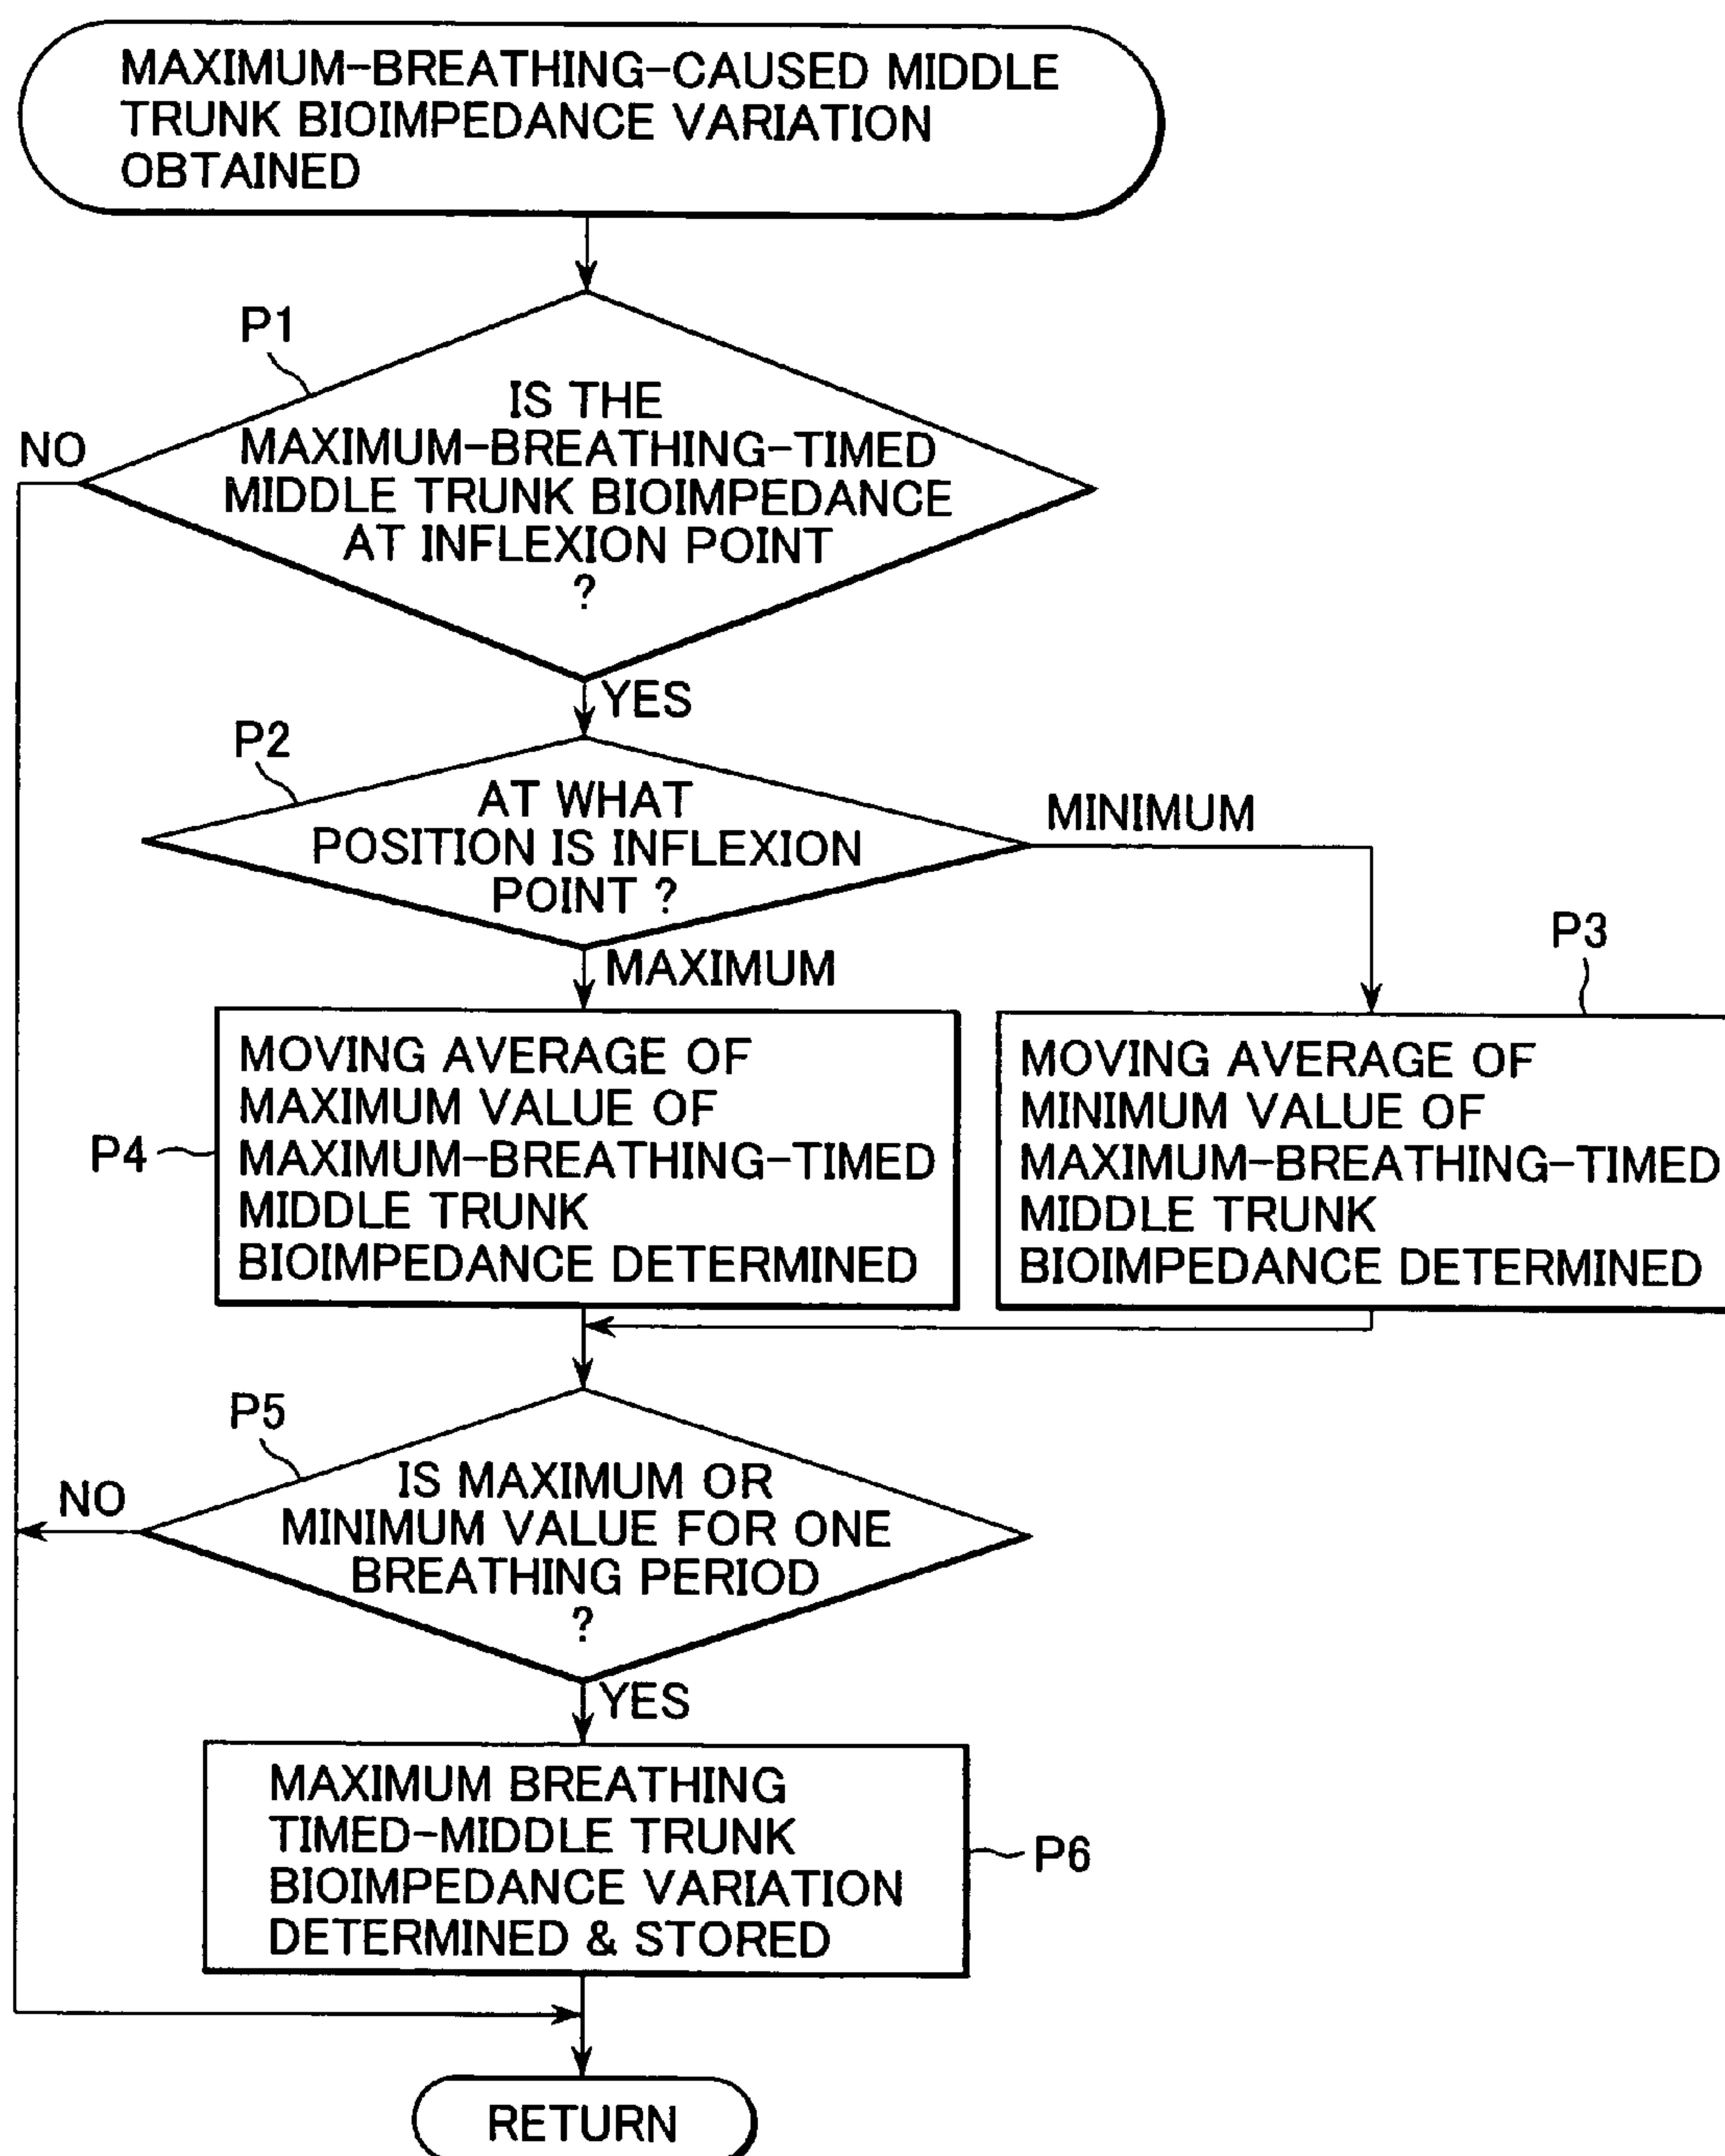 MAXIMUM-BREATHING-CAUSED MIDDLE
TRUNK BIOIMPEDANCE VARIATION
OBTAINED
P1
IS THE
MAXIMUM-BREATHING-TIMED
MIDDLE TRUNK BIOIMPEDANCE
AT INFLEXION POINT
?
NO
YES
P2
AT WHAT
POSITION IS INFLEXION
POINT ?
MINIMUM
MAXIMUM
P4
MOVING AVERAGE OF
MAXIMUM VALUE OF
MAXIMUM-BREATHING-TIMED
MIDDLE TRUNK
BIOIMPEDANCE DETERMINED
P3
MOVING AVERAGE OF
MINIMUM VALUE OF
MAXIMUM-BREATHING-TIMED
MIDDLE TRUNK
BIOIMPEDANCE DETERMINED
P5
IS MAXIMUM OR
MINIMUM VALUE FOR ONE
BREATHING PERIOD
?
NO
YES
MAXIMUM BREATHING
TIMED-MIDDLE TRUNK
BIOIMPEDANCE VARIATION
DETERMINED & STORED
P6
RETURN